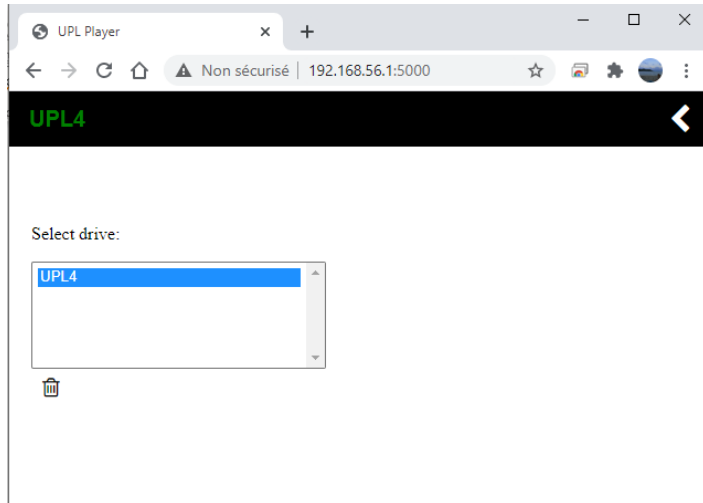 UPL Player
Non sécurisé 192.168.56.1:5000
UPL4
Select drive:
UPL4